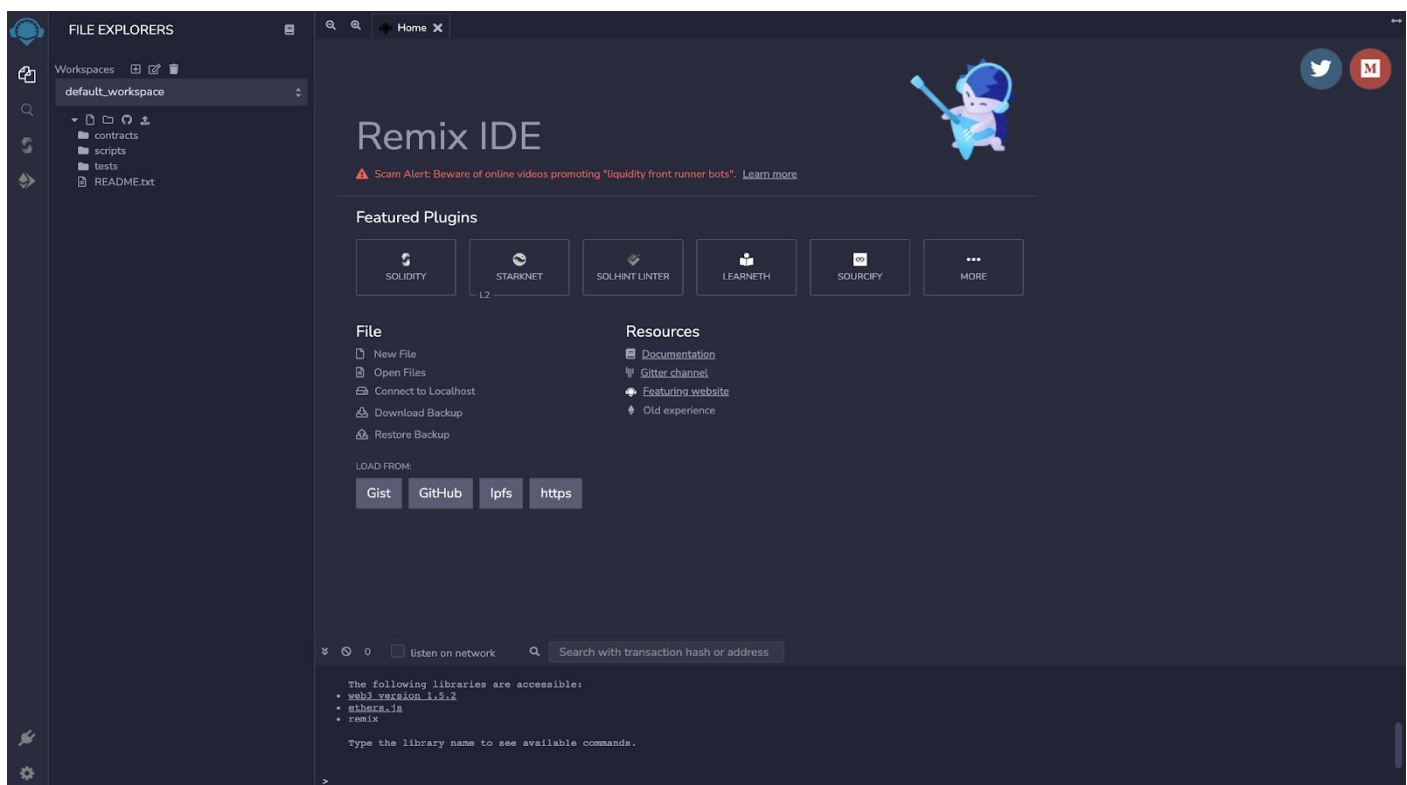 FILE EXPLORERS
Workspaces
default_workspace
contracts
scripts
tests
README.txt
Home
Remix IDE
Scam Alert: Beware of online videos promoting "liquidity front runner bots". Learn more
Featured Plugins
SOLIDITY
STARKNET
L2
SOLHINT LINTER
LEARNETH
SOURCIFY
MORE
File
New File
Open Files
Connect to Localhost
Download Backup
Restore Backup
Resources
Documentation
Gitter channel
Featuring website
Old experience
LOAD FROM:
Gist GitHub Ipfs https
M
0 listen on network Search with transaction hash or address
The following libraries are accessible:
• web3 version 1.5.2
• ethers.js
• remix
Type the library name to see available commands.
>